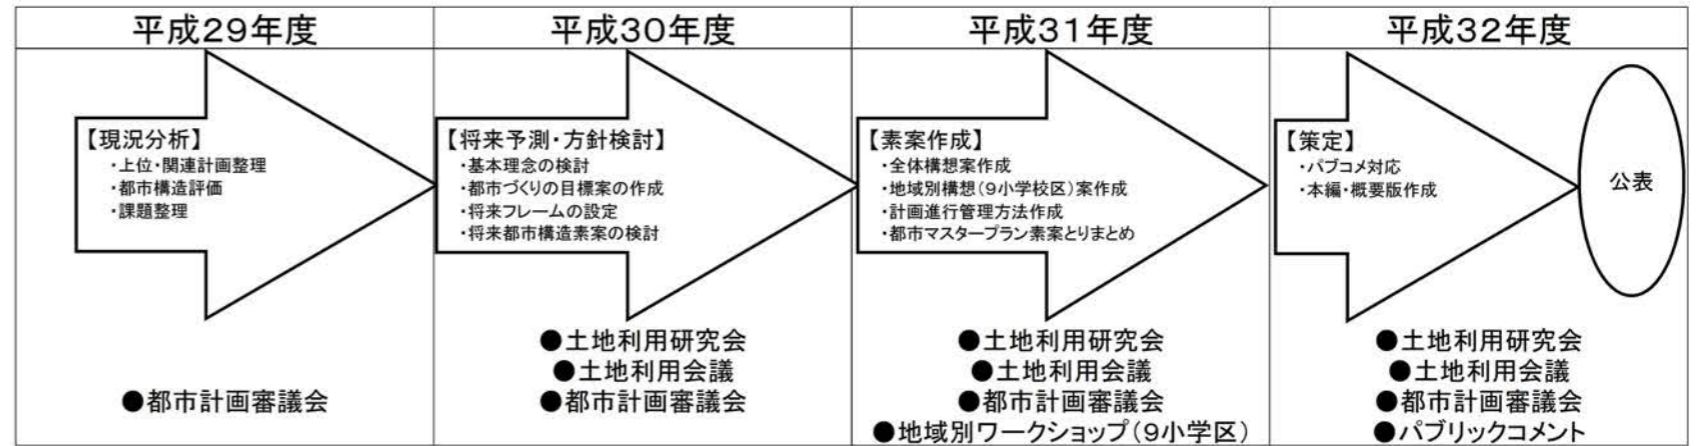 平成29年度
【現況分析】
・上位・関連計画整理
・都市構造評価
・課題整理
●都市計画審議会
平成30年度
【将来予測・方針検討】
・基本理念の検討
・都市づくりの目標案の作成
・将来フレームの設定
・将来都市構造素案の検討
●土地利用研究会
●土地利用会議
●都市計画審議会
平成31年度
【素案作成】
・全体構想案作成
・地域別構想(9小学校区)案作成
・計画進行管理方法作成
・都市マスタープラン素案とりまとめ
●土地利用研究会
●土地利用会議
●都市計画審議会
●地域別ワークショップ(9小学区)
平成32年度
【策定】
・パブコメ対応
・本編・概要版作成
公表
●土地利用研究会
●土地利用会議
●都市計画審議会
●パブリックコメント